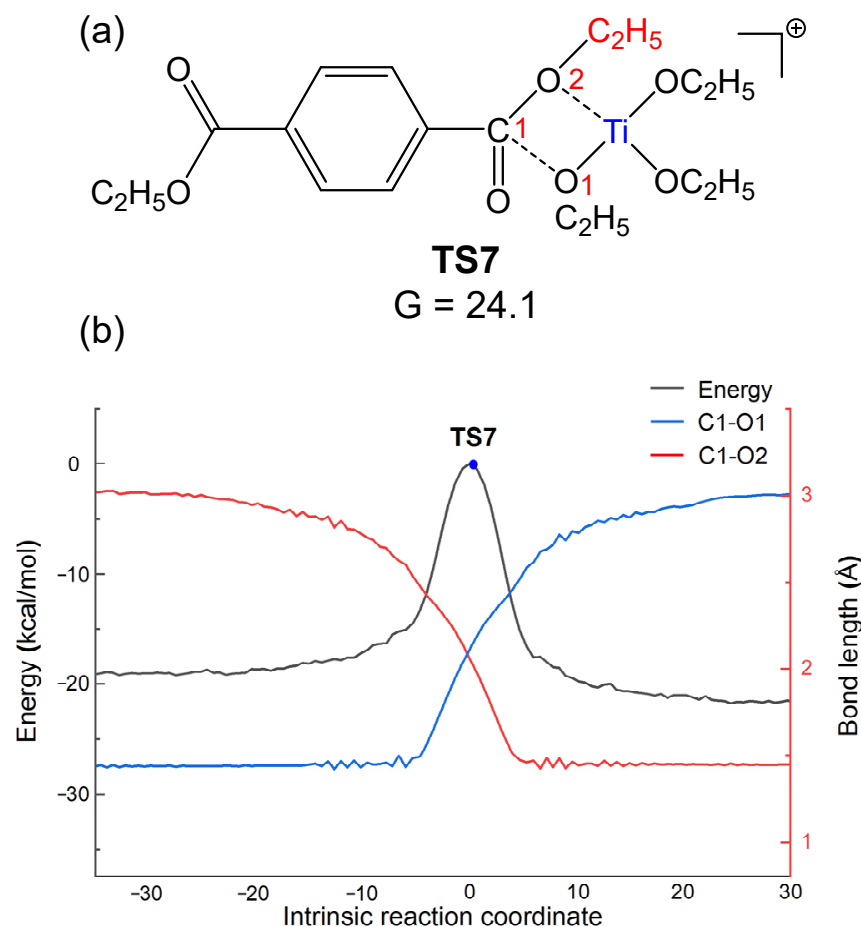 (a)
C2H5
⊕
O
O
2
OC2H5
C
1
Ti
O
1
OC2H5
C2H5O
O
C2H5
TS7
G = 24.1
(b)
Energy
C1-O1
C1-O2
TS7
0
−10
−20
−30
3
2
1
Energy (kcal/mol)
Bond length (Å)
−30
−20
−10
0
10
20
30
Intrinsic reaction coordinate